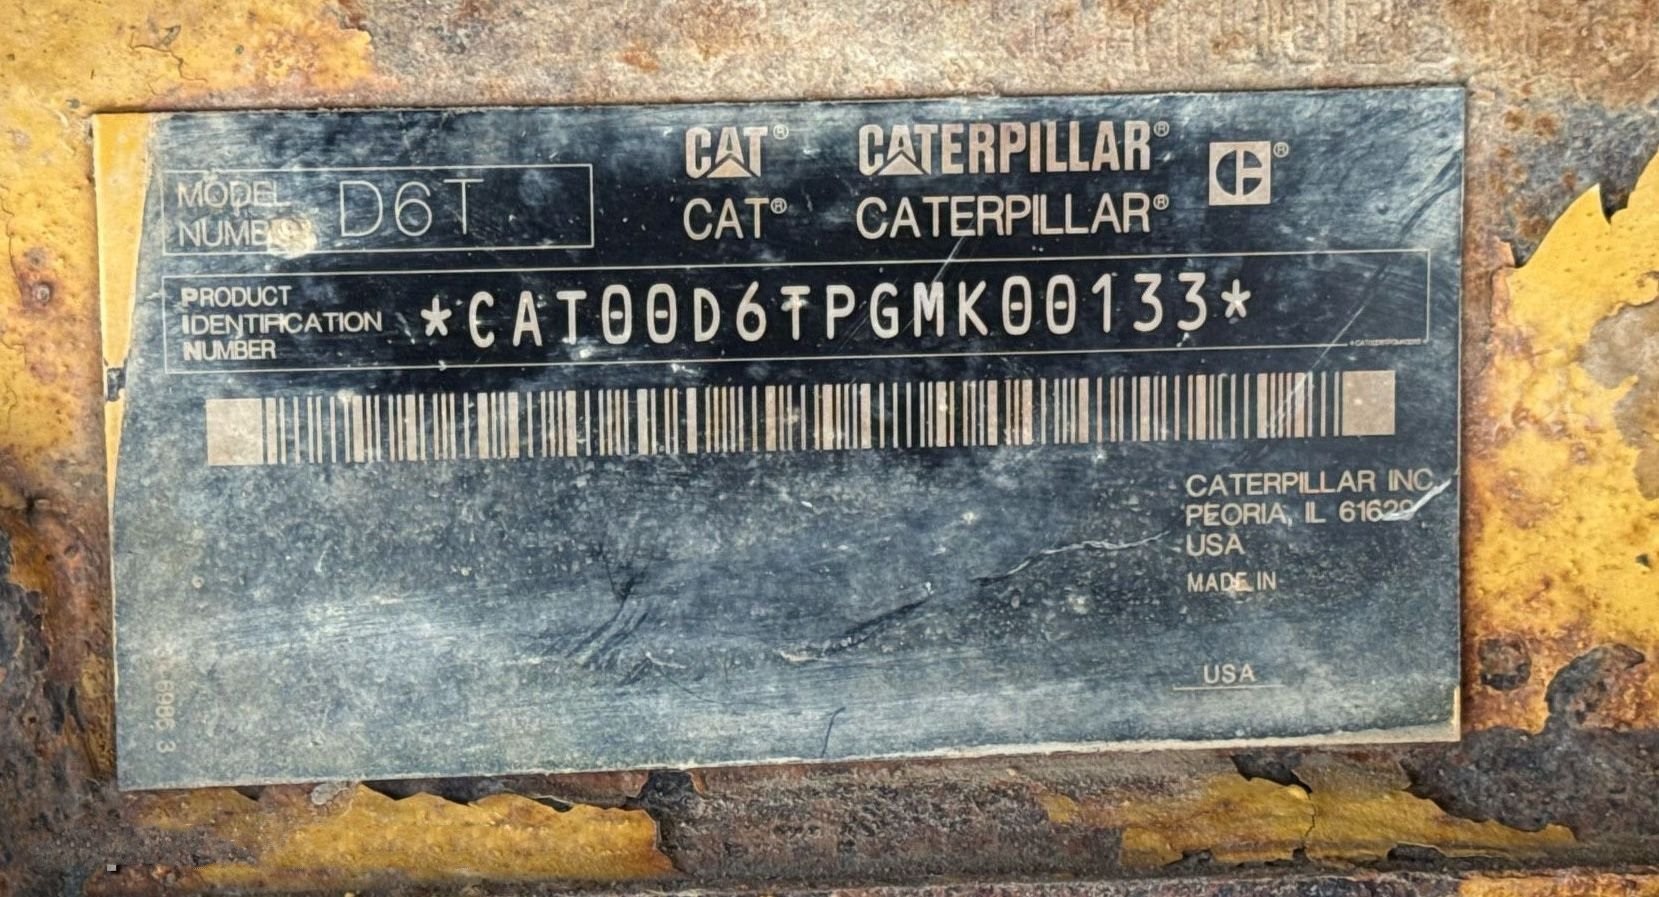 CAT® CATERPILLAR® C®
CAT® CATERPILLAR®
MODEL
NUMBER D6T
PRODUCT
IDENTIFICATION
NUMBER
*CAT00D6TPGMK00133*
CATERPILLAR INC.
PEORIA, IL 61629
USA
MADE IN
USA